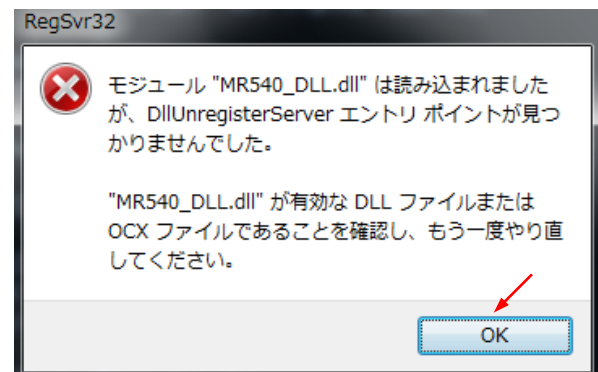 RegSvr32
モジュール "MR540_DLL.dll" は読み込まれました
が、DllUnregisterServer エントリ ポイントが見つ
かりませんでした。
"MR540_DLL.dll" が有効な DLL ファイルまたは
OCX ファイルであることを確認し、もう一度やり直
してください。
OK